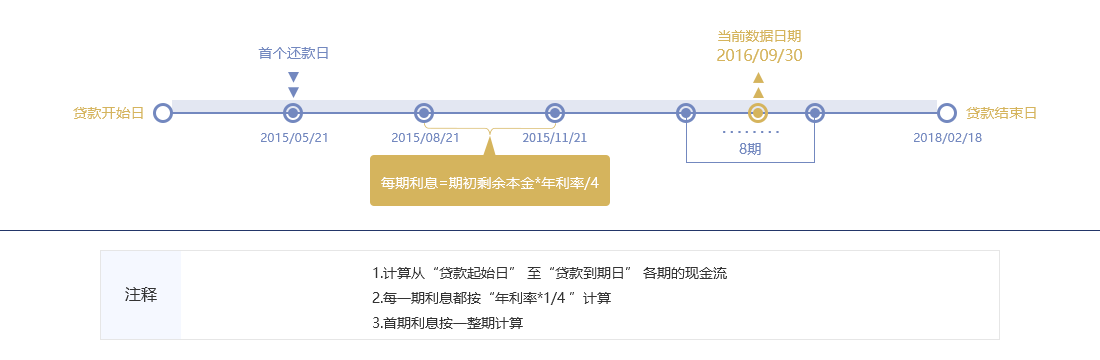 当前数据日期
2016/09/30
首个还款日
贷款开始日
贷款结束日
2015/05/21
2015/08/21
2015/11/21
2018/02/18
8期
每期利息=期初剩余本金*年利率/4
注释
1.计算从“贷款起始日” 至“贷款到期日” 各期的现金流
2.每一期利息都按“年利率*1/4 ”计算
3.首期利息按一整期计算